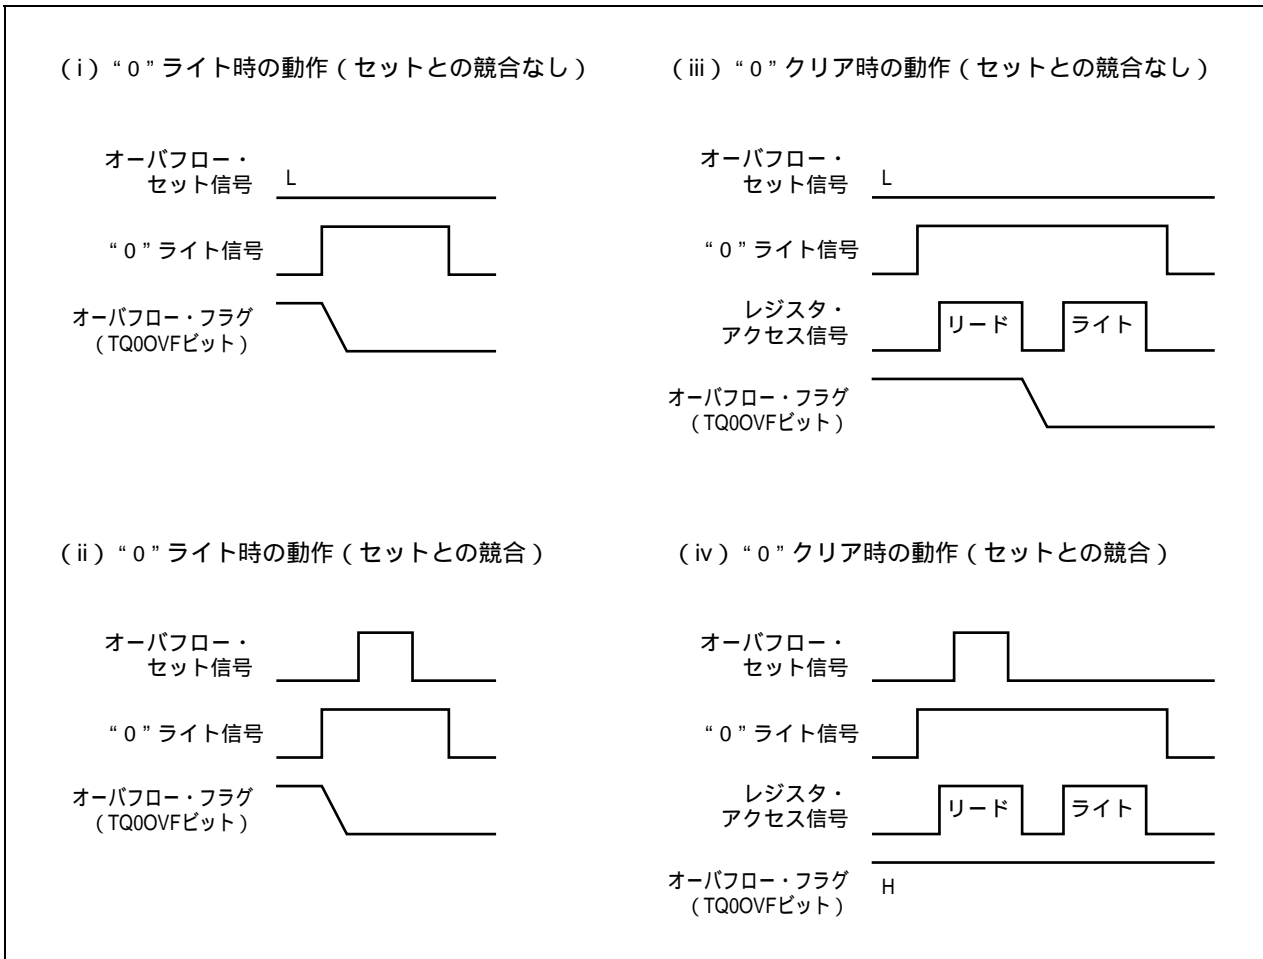 （i）“0”ライト時の動作（セットとの競合なし）
オーバフロー・
セット信号
L
“0”ライト信号
オーバフロー・フラグ
（TQ0OVFビット）
（iii）“0”クリア時の動作（セットとの競合なし）
オーバフロー・
セット信号
L
“0”ライト信号
レジスタ・
アクセス信号
リード
ライト
オーバフロー・フラグ
（TQ0OVFビット）
（ii）“0”ライト時の動作（セットとの競合）
オーバフロー・
セット信号
“0”ライト信号
オーバフロー・フラグ
（TQ0OVFビット）
（iv）“0”クリア時の動作（セットとの競合）
オーバフロー・
セット信号
“0”ライト信号
レジスタ・
アクセス信号
リード
ライト
オーバフロー・フラグ
（TQ0OVFビット）
H